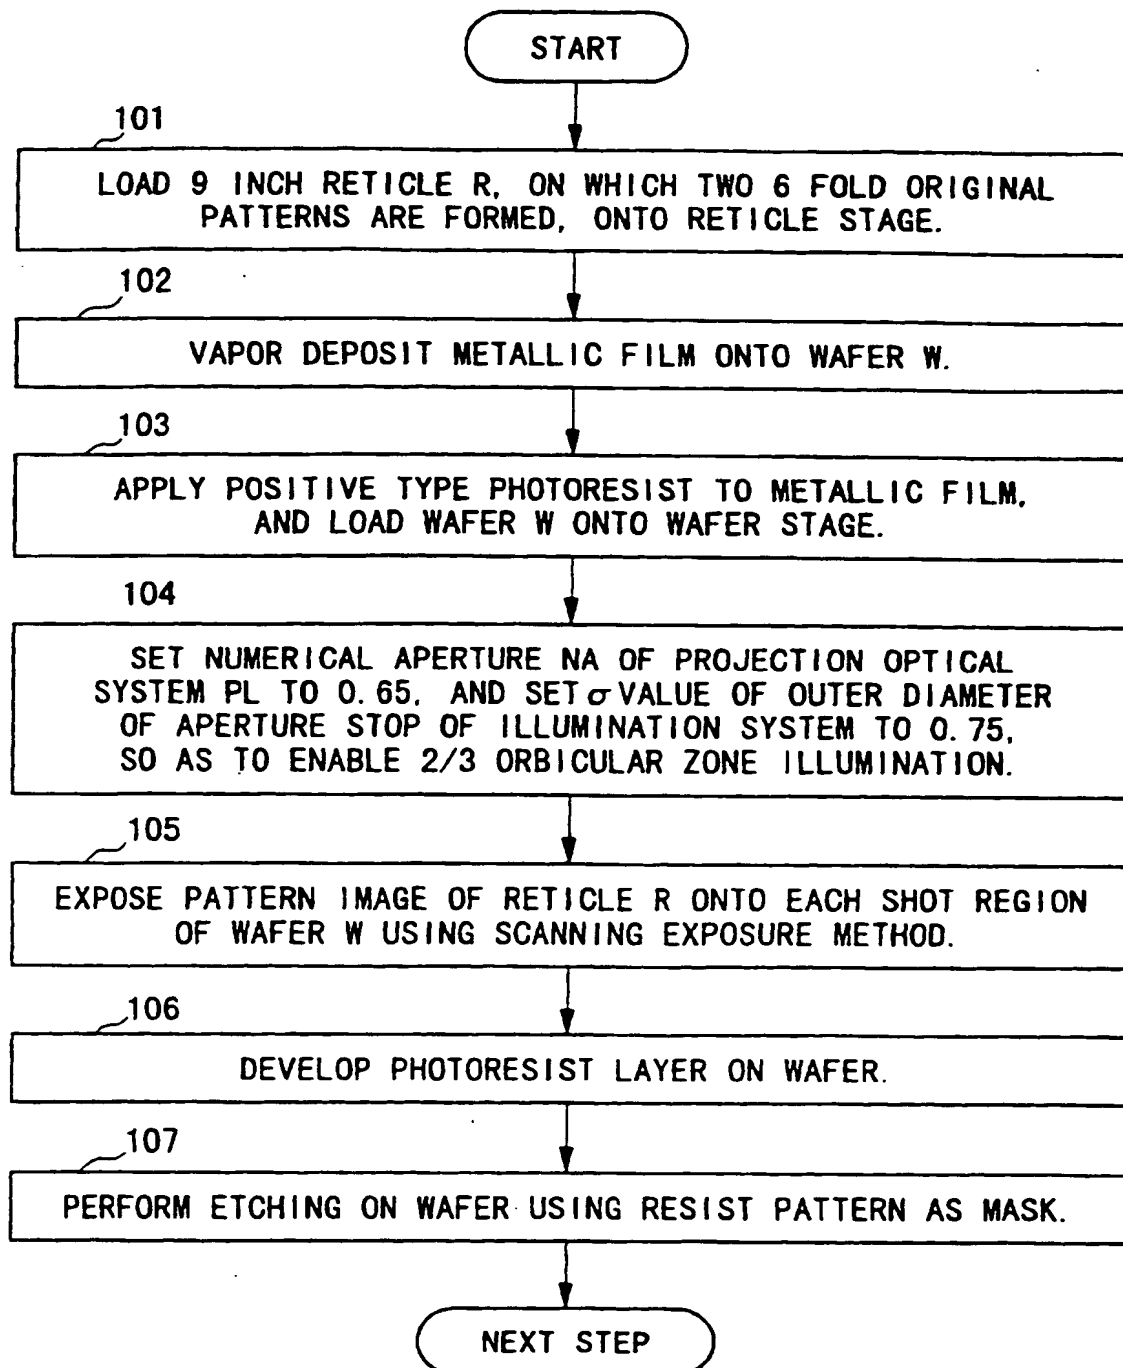 START
101
LOAD 9 INCH RETICLE R, ON WHICH TWO 6 FOLD ORIGINAL
PATTERNS ARE FORMED, ONTO RETICLE STAGE.
102
VAPOR DEPOSIT METALLIC FILM ONTO WAFER W.
103
APPLY POSITIVE TYPE PHOTORESIST TO METALLIC FILM,
AND LOAD WAFER W ONTO WAFER STAGE.
104
SET NUMERICAL APERTURE NA OF PROJECTION OPTICAL
SYSTEM PL TO 0.65, AND SET σ VALUE OF OUTER DIAMETER
OF APERTURE STOP OF ILLUMINATION SYSTEM TO 0.75,
SO AS TO ENABLE 2/3 ORBICULAR ZONE ILLUMINATION.
105
EXPOSE PATTERN IMAGE OF RETICLE R ONTO EACH SHOT REGION
OF WAFER W USING SCANNING EXPOSURE METHOD.
106
DEVELOP PHOTORESIST LAYER ON WAFER.
107
PERFORM ETCHING ON WAFER USING RESIST PATTERN AS MASK.
NEXT STEP